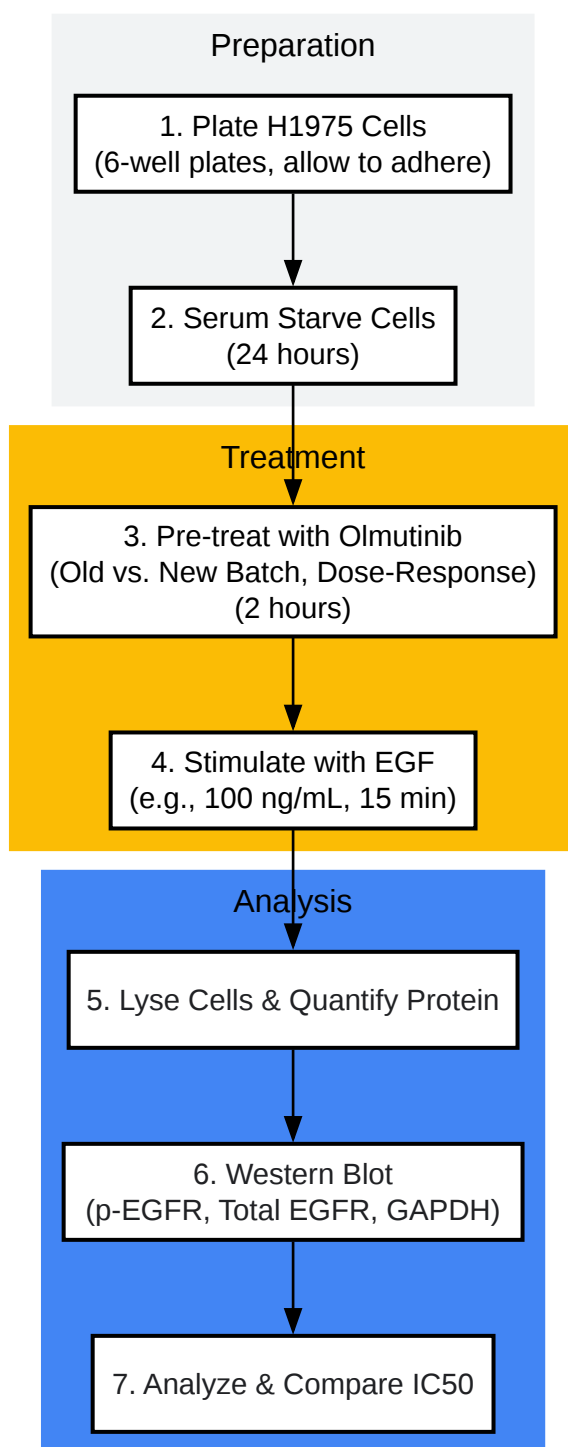 Preparation
1. Plate H1975 Cells
(6-well plates, allow to adhere)
2. Serum Starve Cells
(24 hours)
Treatment
3. Pre-treat with Olmutinib
(Old vs. New Batch, Dose-Response)
(2 hours)
4. Stimulate with EGF
(e.g., 100 ng/mL, 15 min)
Analysis
5. Lyse Cells & Quantify Protein
6. Western Blot
(p-EGFR, Total EGFR, GAPDH)
7. Analyze & Compare IC50